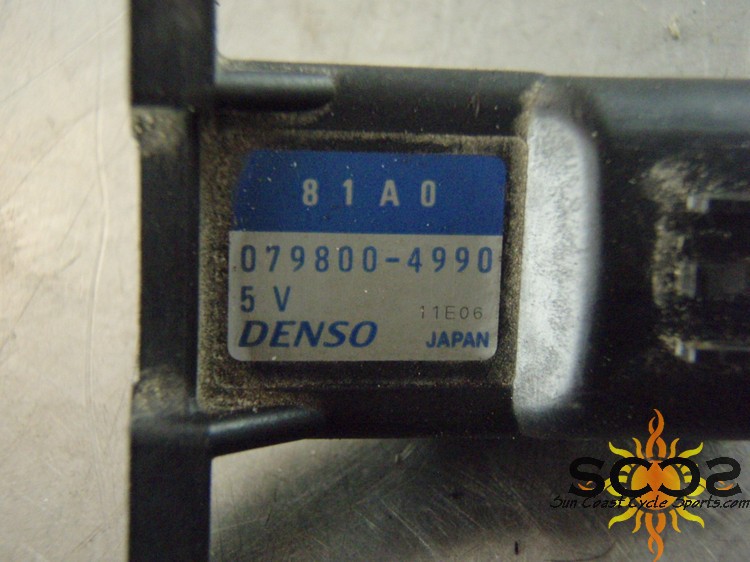 81A0
079800-4990
5 V
11E06
DENSO
JAPAN
SCCS
Sun Coast Cycle Sports.com